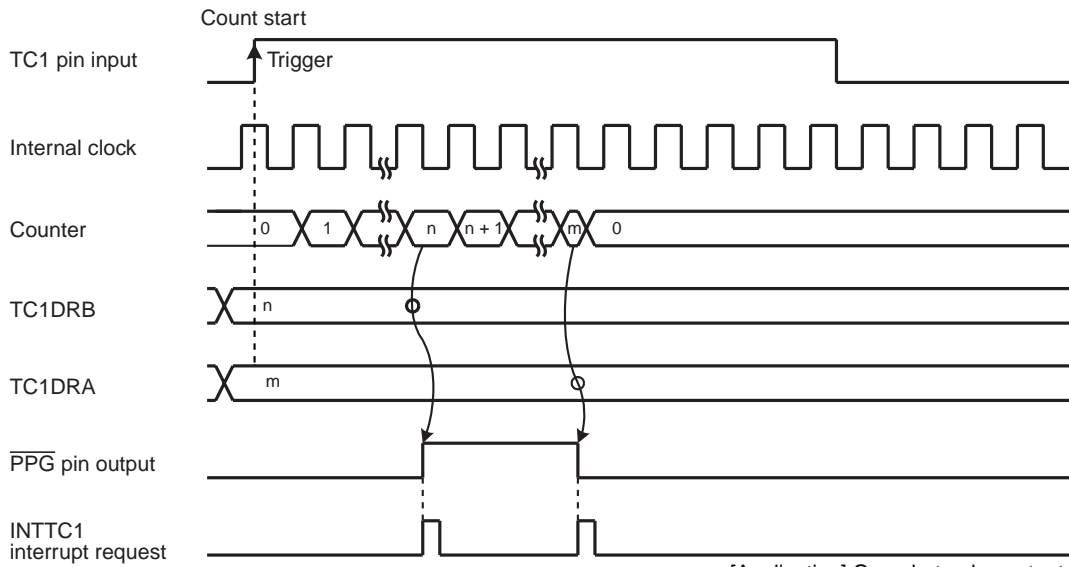 Count start
TC1 pin input
Trigger
Internal clock
Counter
0
1
n
n + 1
m
0
TC1DRB
n
TC1DRA
m
PPG pin output
INTTC1
interrupt request